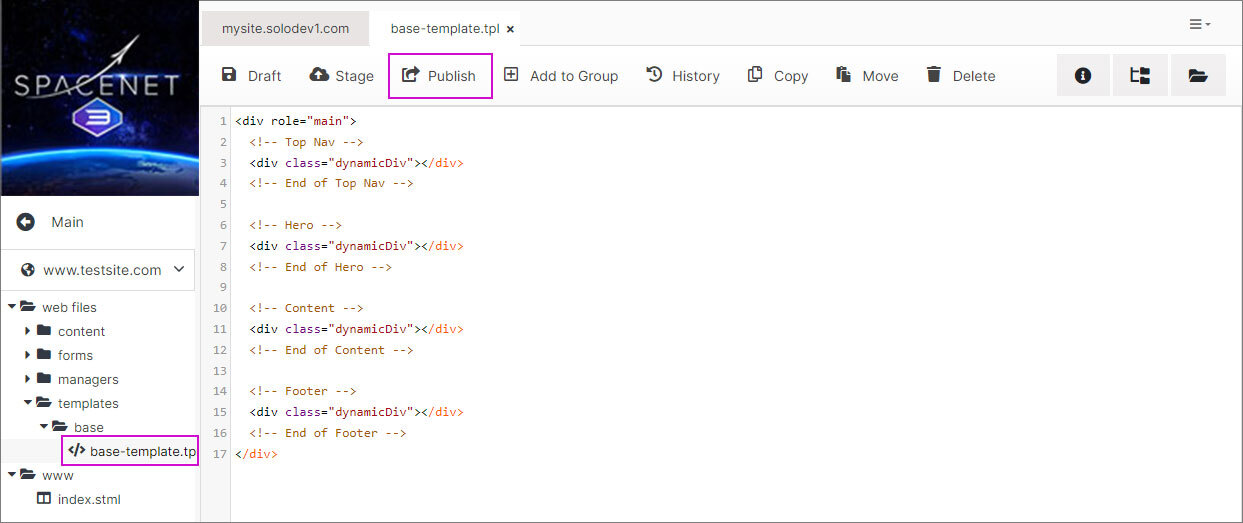 SPACENET
3
Main
www.testsite.com
web files
content
forms
managers
templates
base
base-template.tpl
www
index.stml
mysite.solodev1.com base-template.tpl ×
Draft Stage Publish Add to Group History Copy Move Delete
1 <div role="main">
2 <!-- Top Nav -->
3 <div class="dynamicDiv"></div>
4 <!-- End of Top Nav -->
5
6 <!-- Hero -->
7 <div class="dynamicDiv"></div>
8 <!-- End of Hero -->
9
10 <!-- Content -->
11 <div class="dynamicDiv"></div>
12 <!-- End of Content -->
13
14 <!-- Footer -->
15 <div class="dynamicDiv"></div>
16 <!-- End of Footer -->
17 </div>